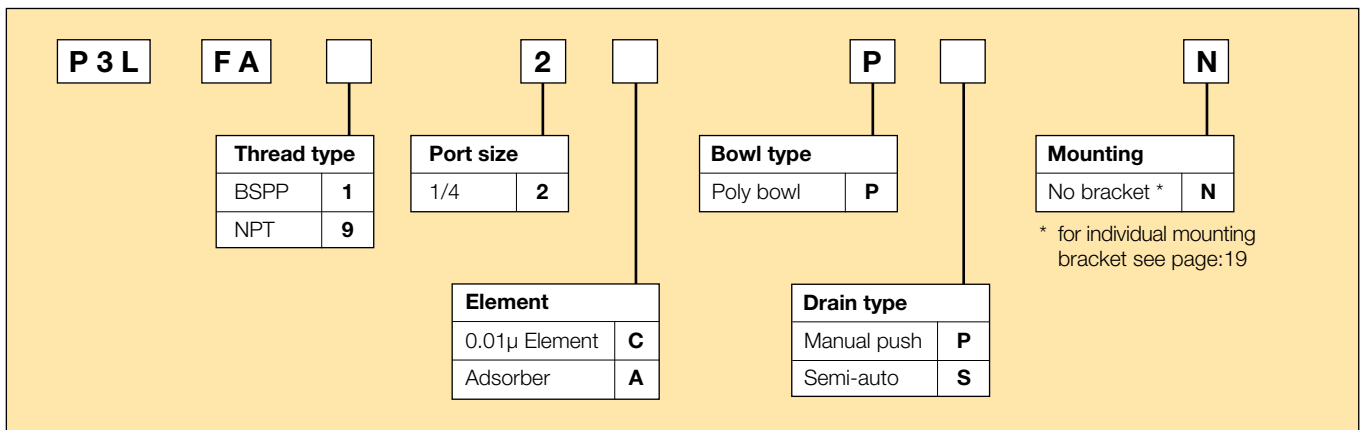 P 3 L F A 2 P N
Thread type
BSPP 1
NPT 9
Port size
1/4 2
Bowl type
Poly bowl P
Mounting
No bracket * N
* for individual mounting
bracket see page:19
Element
0.01µ Element C
Adsorber A
Drain type
Manual push P
Semi-auto S